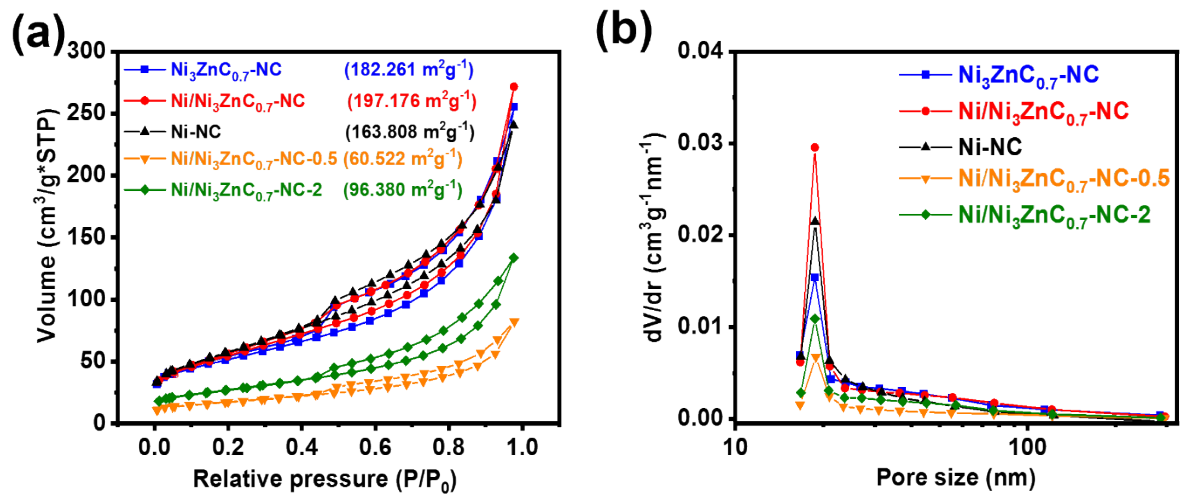 (a)
300
250
200
150
100
50
0
Volume (cm³/g*STP)
Ni₃ZnC₀.₇-NC (182.261 m²g⁻¹)
Ni/Ni₃ZnC₀.₇-NC (197.176 m²g⁻¹)
Ni-NC (163.808 m²g⁻¹)
Ni/Ni₃ZnC₀.₇-NC-0.5 (60.522 m²g⁻¹)
Ni/Ni₃ZnC₀.₇-NC-2 (96.380 m²g⁻¹)
0.0 0.2 0.4 0.6 0.8 1.0
Relative pressure (P/P₀)
(b)
0.04
0.03
0.02
0.01
0.00
dV/dr (cm³g⁻¹nm⁻¹)
Ni₃ZnC₀.₇-NC
Ni/Ni₃ZnC₀.₇-NC
Ni-NC
Ni/Ni₃ZnC₀.₇-NC-0.5
Ni/Ni₃ZnC₀.₇-NC-2
10 100
Pore size (nm)